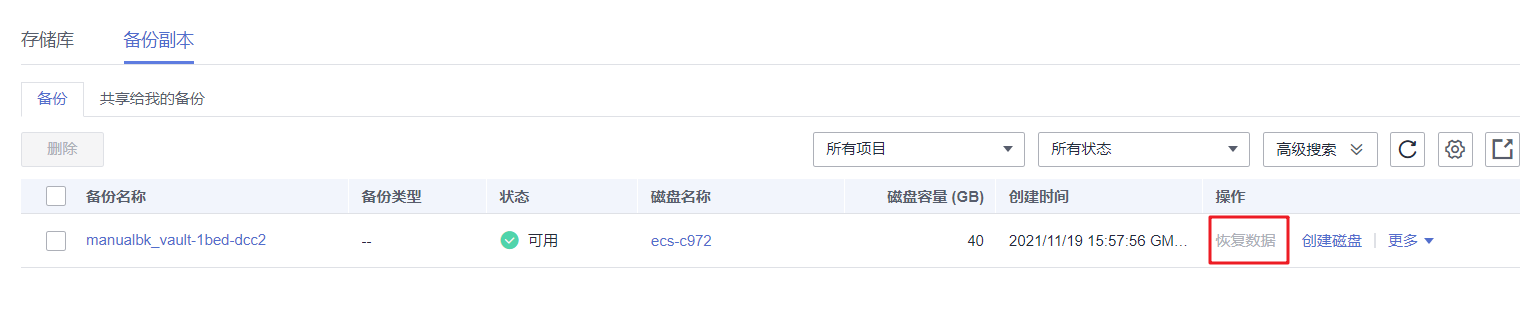 存储库 备份副本
备份 共享给我的备份
删除 所有项目 所有状态 高级搜索
备份名称 备份类型 状态 磁盘名称 磁盘容量 (GB) 创建时间 操作
manualbk_vault-1bed-dcc2 -- 可用 ecs-c972 40 2021/11/19 15:57:56 GM... 恢复数据 创建磁盘 更多